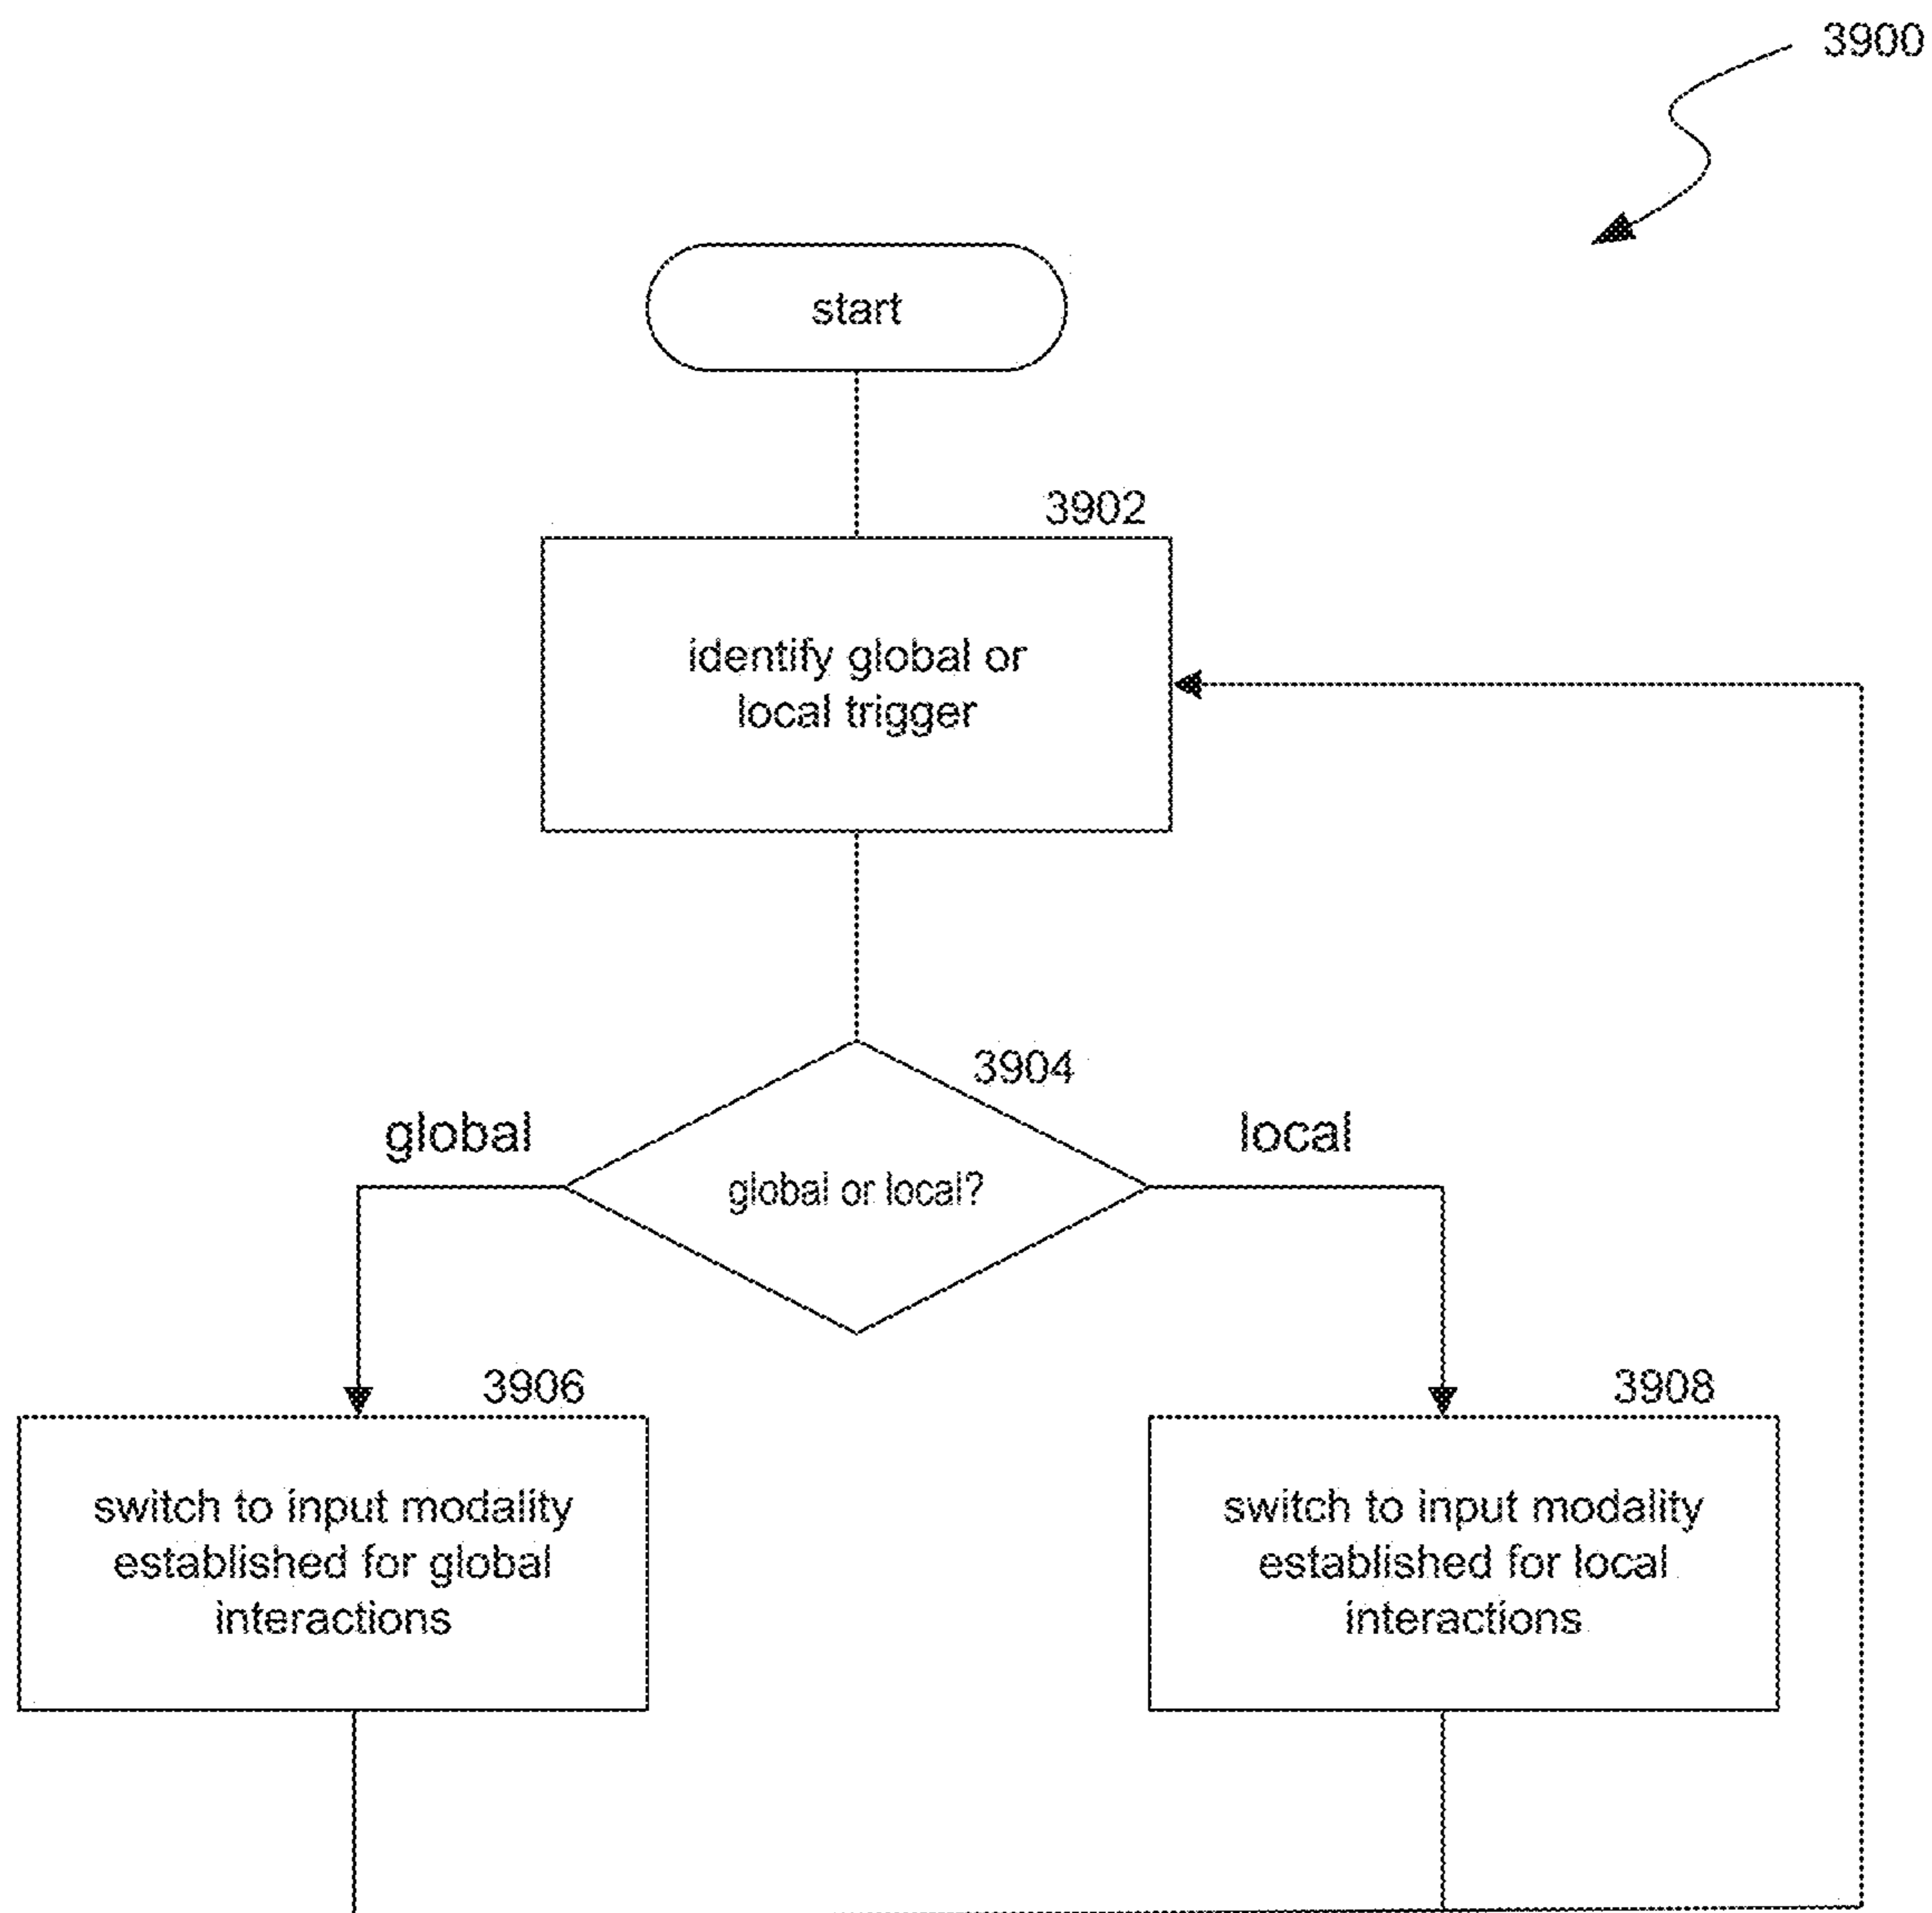 3900
start
3902
identify global or
local trigger
3904
global
local
global or local?
3906
3908
switch to input modality
established for global
interactions
switch to input modality
established for local
interactions